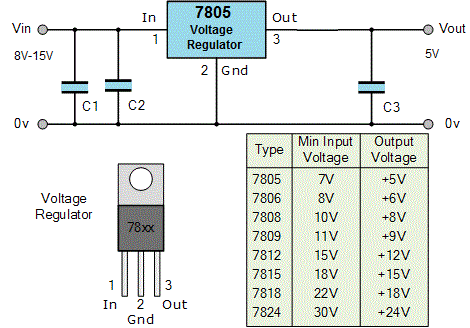 In 7805 Out
Vin Voltage Regulator Vout
1 3
8V-15V 2 Gnd 5V
C1 C2 C3
0v 0v
Voltage Regulator
78xx
1 2 3
In Gnd Out
Type Min Input Voltage Output Voltage
7805 7V +5V
7806 8V +6V
7808 10V +8V
7809 11V +9V
7812 15V +12V
7815 18V +15V
7818 22V +18V
7824 30V +24V